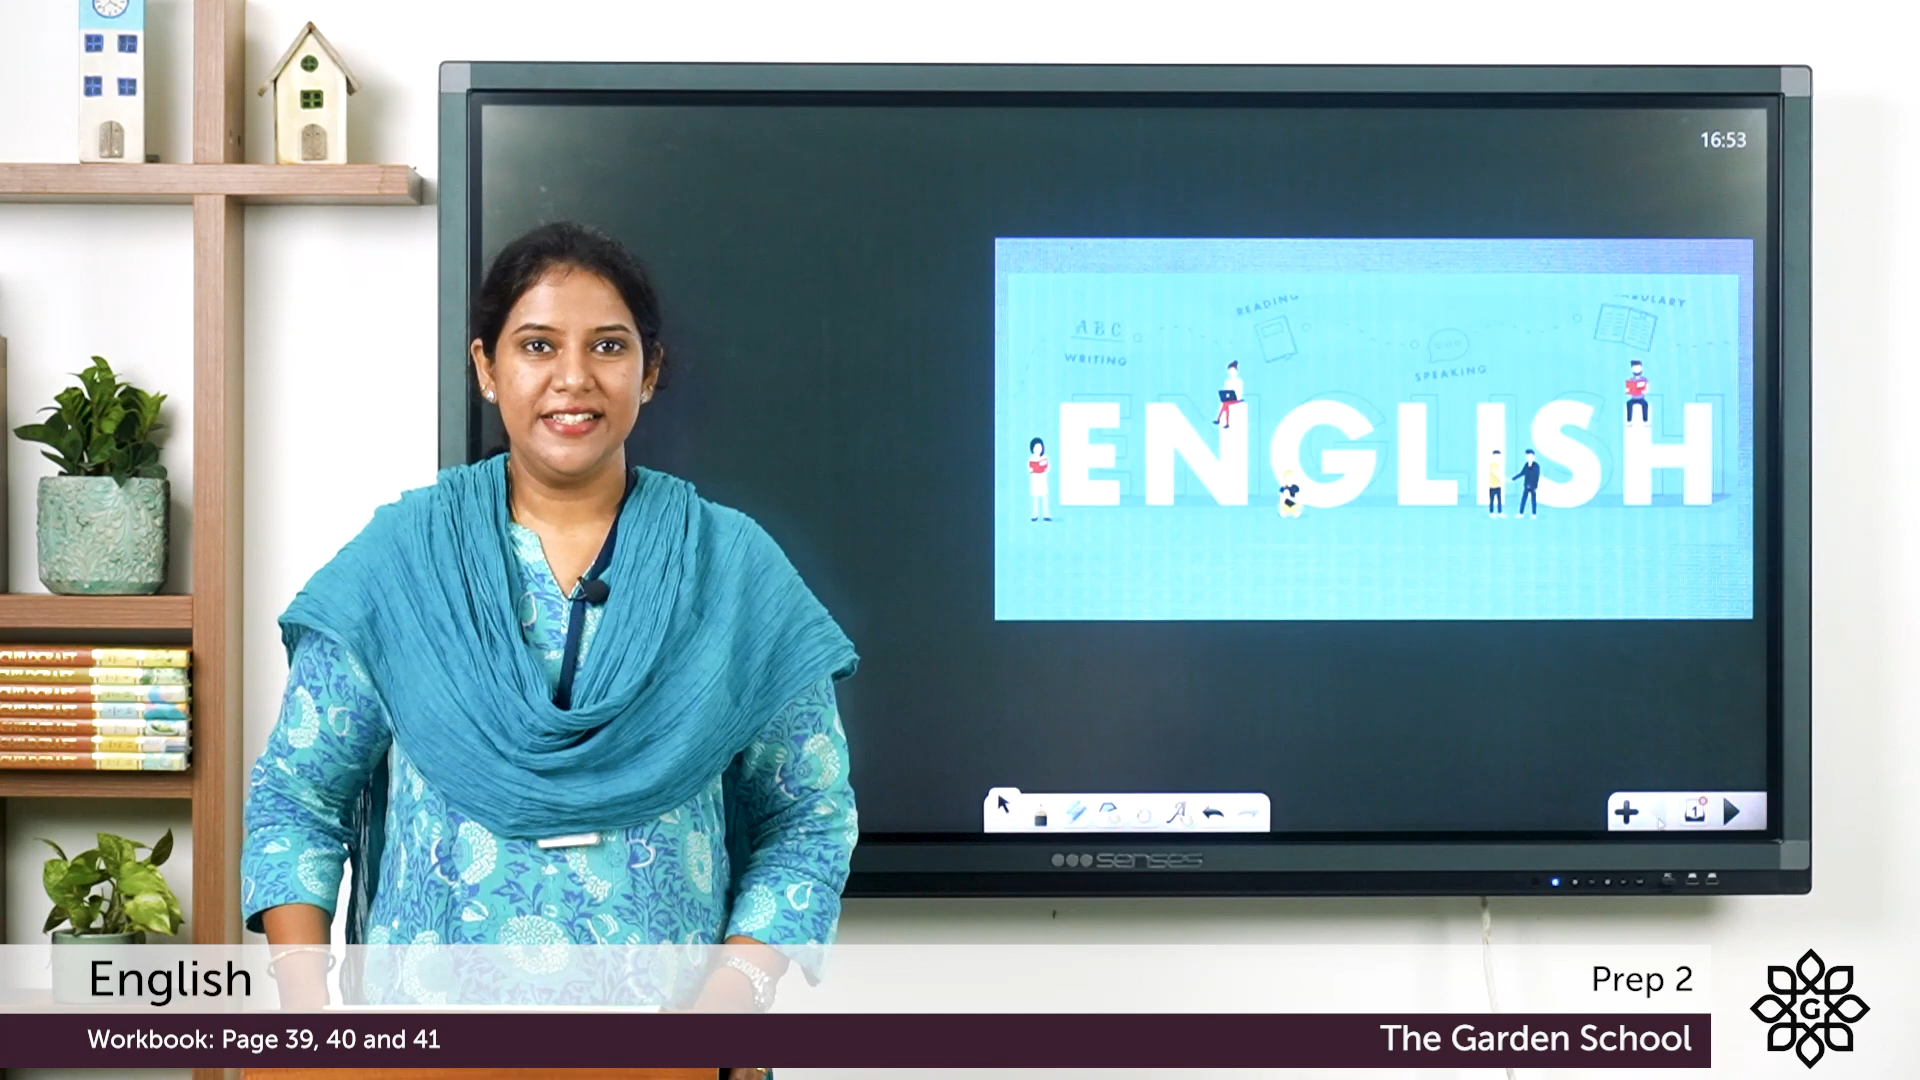 16:53
READING
ABC
WRITING
SPEAKING
ENGLISH
CHILDCRAFT
senses
English
Prep 2
Workbook: Page 39, 40 and 41
The Garden School
G